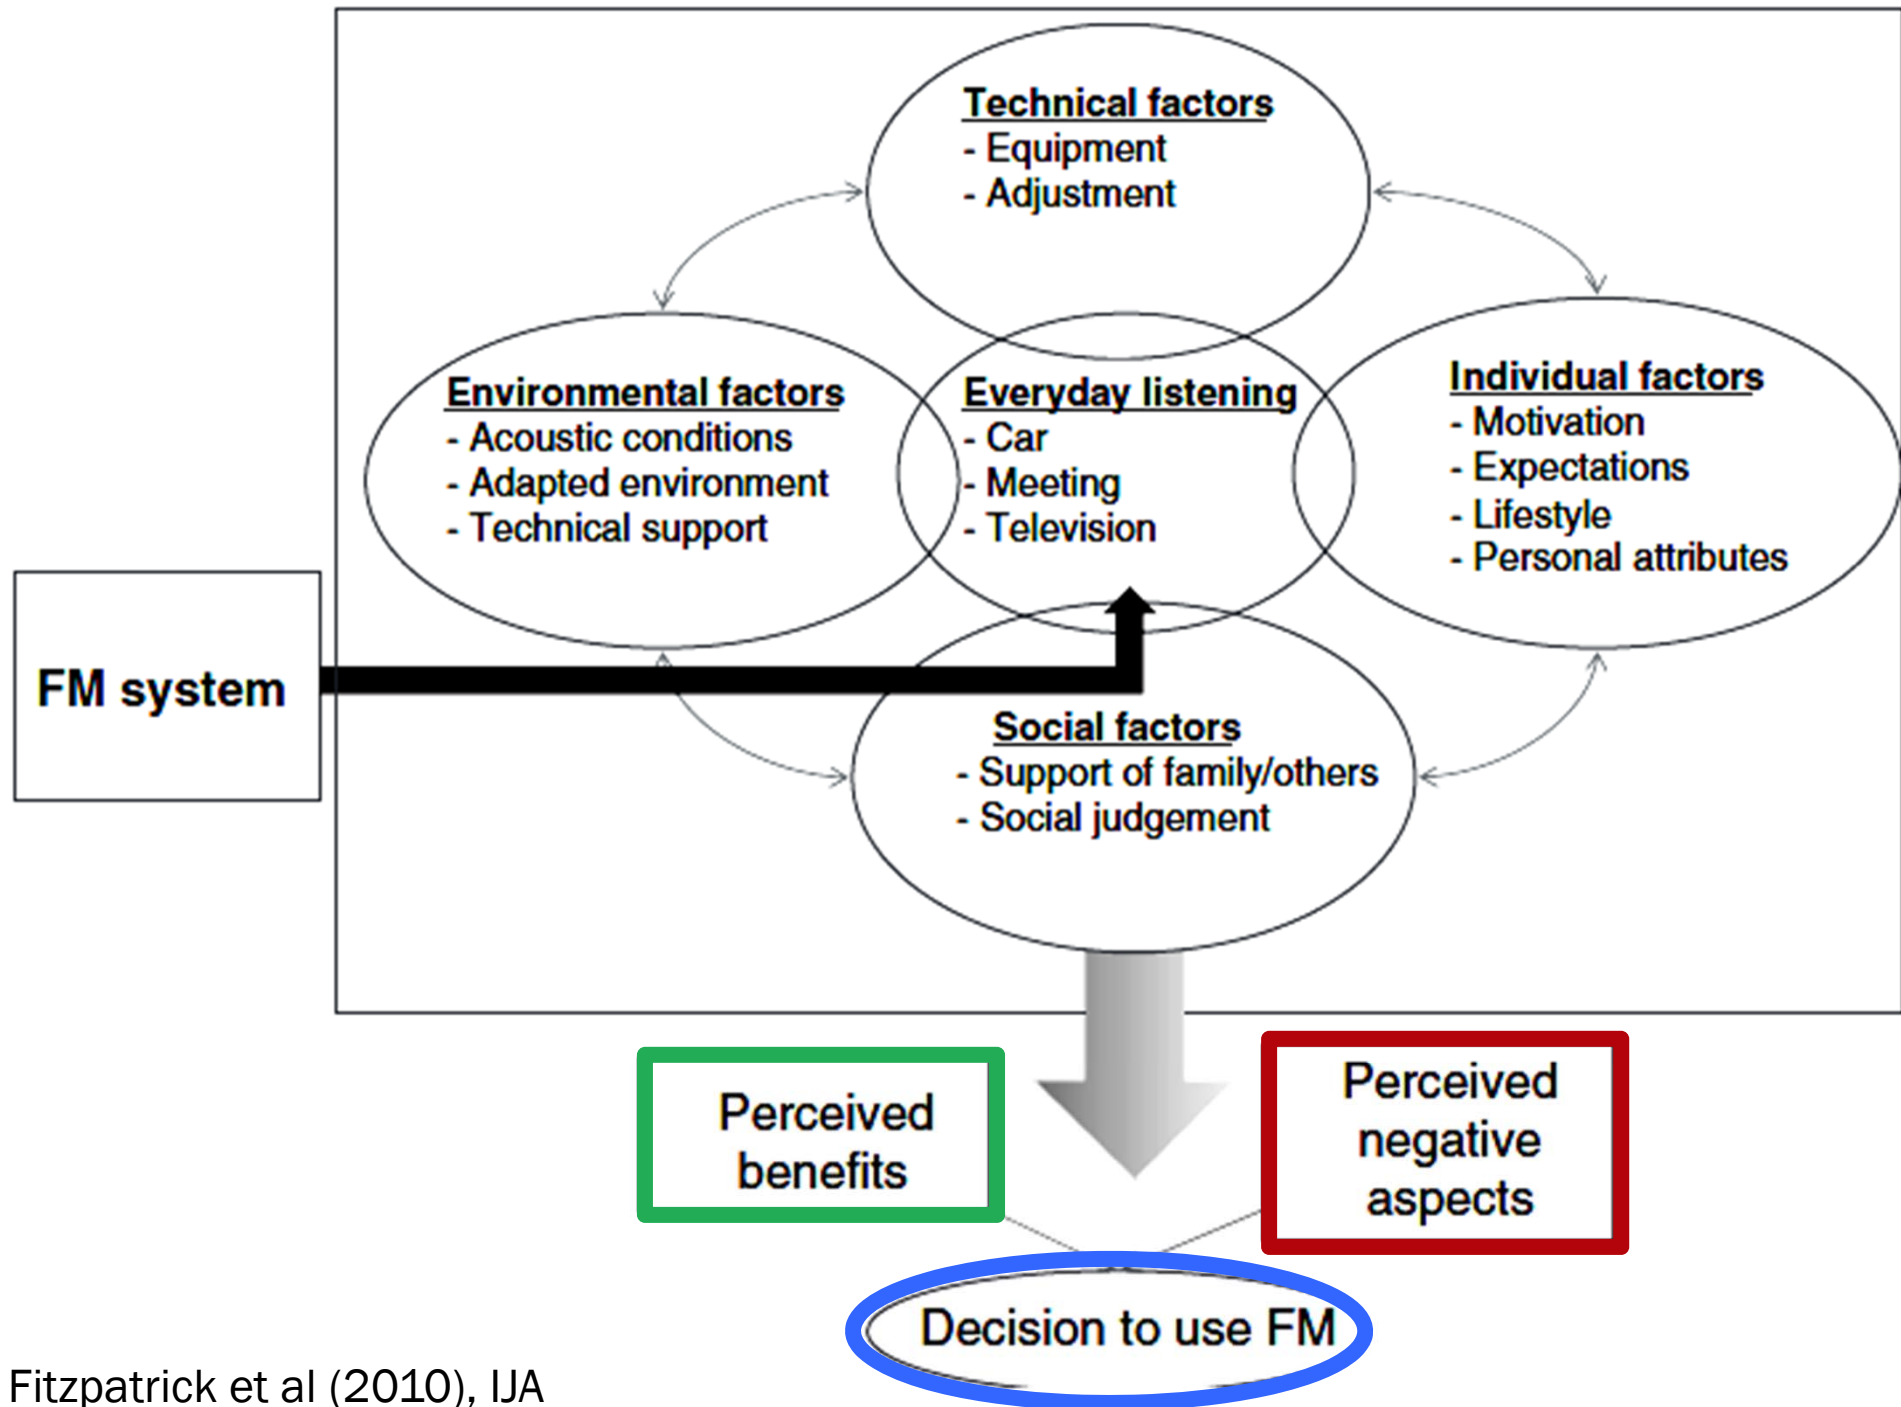 Technical factors
- Equipment
- Adjustment
Environmental factors
- Acoustic conditions
- Adapted environment
- Technical support
Everyday listening
- Car
- Meeting
- Television
Individual factors
- Motivation
- Expectations
- Lifestyle
- Personal attributes
FM system
Social factors
- Support of family/others
- Social judgement
Perceived
benefits
Perceived
negative
aspects
Decision to use FM
Fitzpatrick et al (2010), IJA